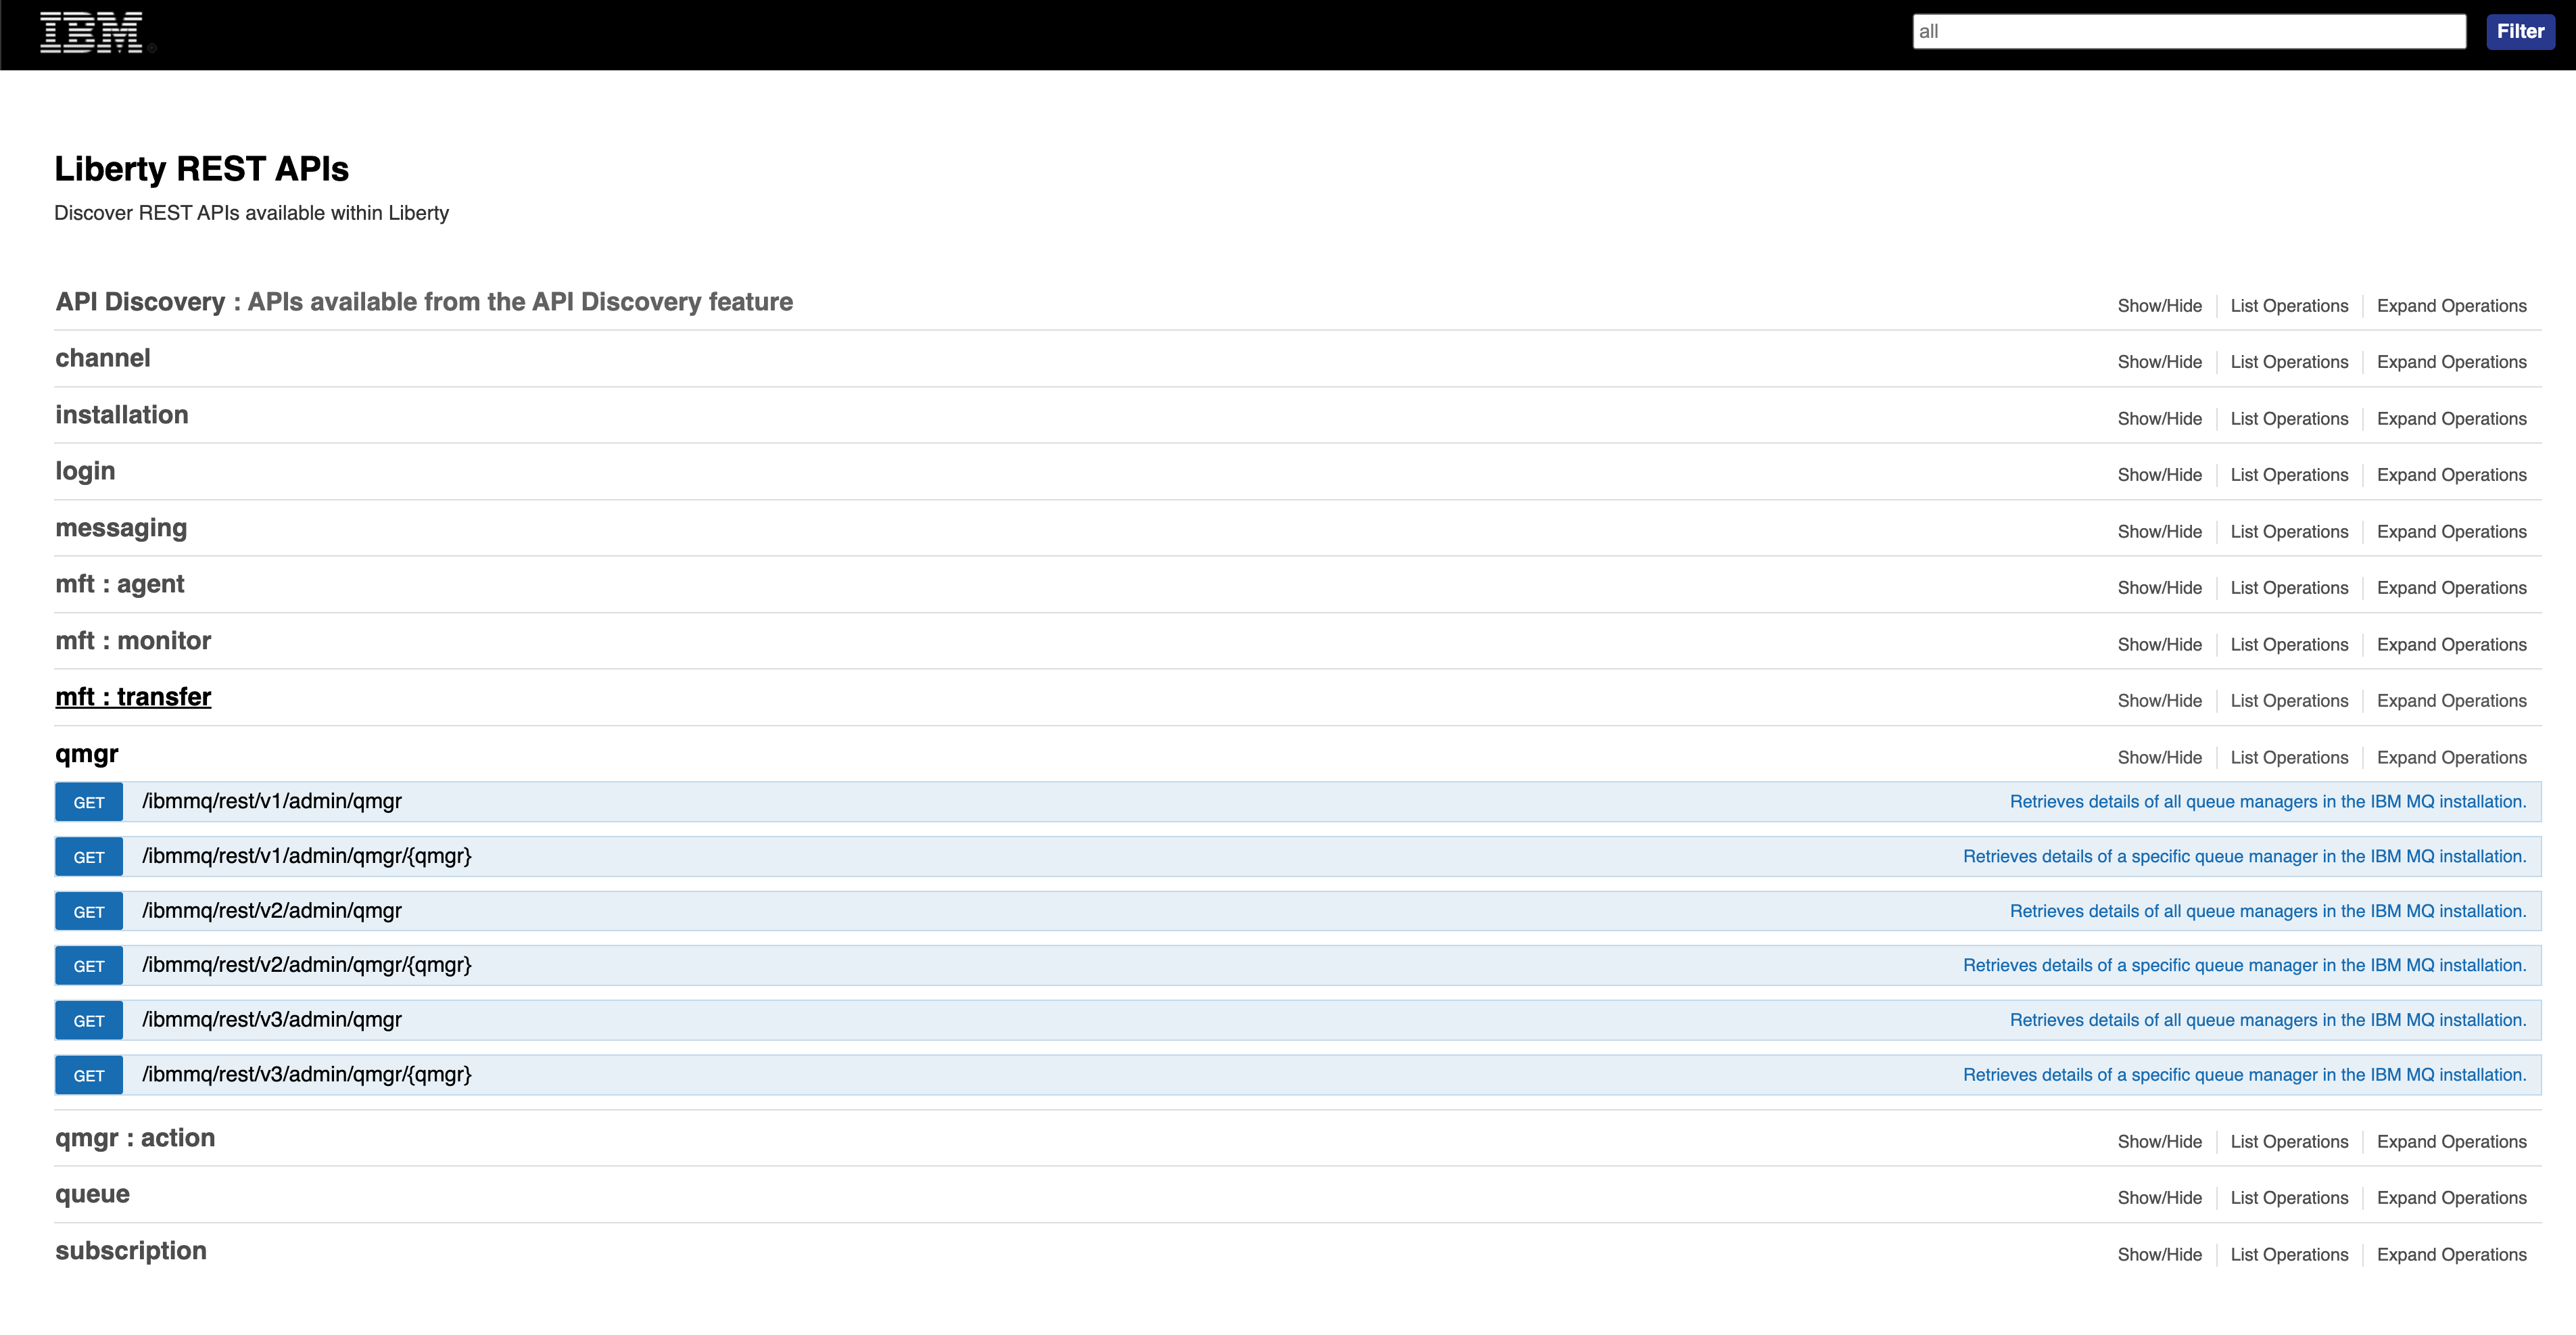 IBM®
all
Filter
Liberty REST APIs
Discover REST APIs available within Liberty
API Discovery : APIs available from the API Discovery feature Show/Hide List Operations Expand Operations
channel Show/Hide List Operations Expand Operations
installation Show/Hide List Operations Expand Operations
login Show/Hide List Operations Expand Operations
messaging Show/Hide List Operations Expand Operations
mft : agent Show/Hide List Operations Expand Operations
mft : monitor Show/Hide List Operations Expand Operations
mft : transfer Show/Hide List Operations Expand Operations
qmgr Show/Hide List Operations Expand Operations
GET /ibmmq/rest/v1/admin/qmgr Retrieves details of all queue managers in the IBM MQ installation.
GET /ibmmq/rest/v1/admin/qmgr/{qmgr} Retrieves details of a specific queue manager in the IBM MQ installation.
GET /ibmmq/rest/v2/admin/qmgr Retrieves details of all queue managers in the IBM MQ installation.
GET /ibmmq/rest/v2/admin/qmgr/{qmgr} Retrieves details of a specific queue manager in the IBM MQ installation.
GET /ibmmq/rest/v3/admin/qmgr Retrieves details of all queue managers in the IBM MQ installation.
GET /ibmmq/rest/v3/admin/qmgr/{qmgr} Retrieves details of a specific queue manager in the IBM MQ installation.
qmgr : action Show/Hide List Operations Expand Operations
queue Show/Hide List Operations Expand Operations
subscription Show/Hide List Operations Expand Operations